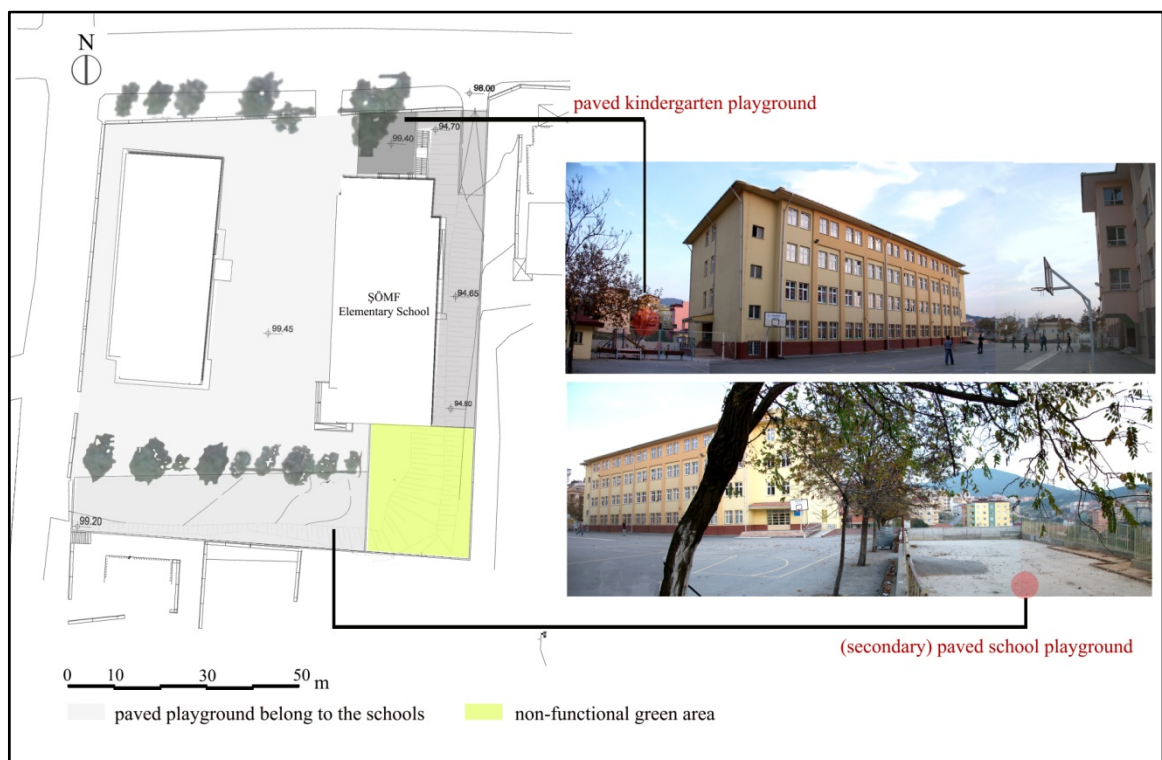 N
98.00
94.70
99.40
paved kindergarten playground
ŞÖMF
Elementary School
94.65
99.45
94.60
99.20
(secondary) paved school playground
0 10 30 50 m
paved playground belong to the schools
non-functional green area